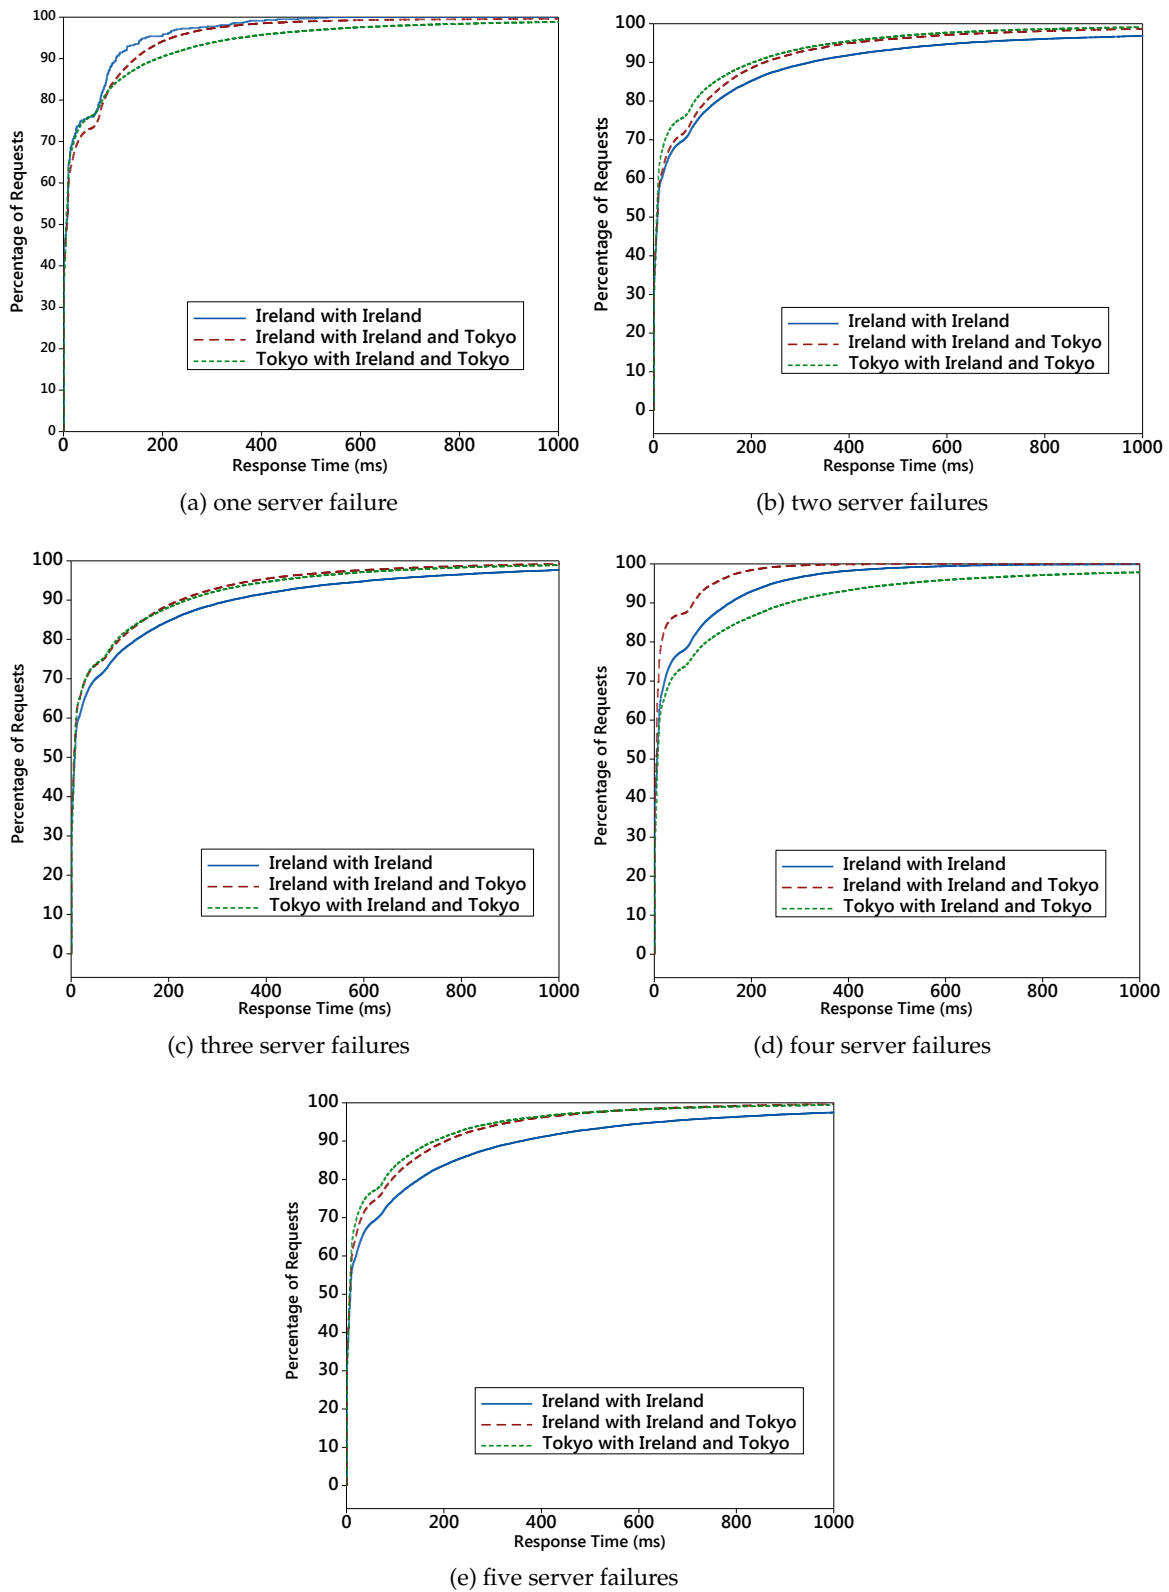 100
90
80
70
60
50
40
30
20
10
0
Percentage of Requests
Ireland with Ireland
Ireland with Ireland and Tokyo
Tokyo with Ireland and Tokyo
0 200 400 600 800 1000
Response Time (ms)
(a) one server failure
100
90
80
70
60
50
40
30
20
10
0
Percentage of Requests
Ireland with Ireland
Ireland with Ireland and Tokyo
Tokyo with Ireland and Tokyo
0 200 400 600 800 1000
Response Time (ms)
(b) two server failures
100
90
80
70
60
50
40
30
20
10
0
Percentage of Requests
Ireland with Ireland
Ireland with Ireland and Tokyo
Tokyo with Ireland and Tokyo
0 200 400 600 800 1000
Response Time (ms)
(c) three server failures
100
90
80
70
60
50
40
30
20
10
0
Percentage of Requests
Ireland with Ireland
Ireland with Ireland and Tokyo
Tokyo with Ireland and Tokyo
0 200 400 600 800 1000
Response Time (ms)
(d) four server failures
100
90
80
70
60
50
40
30
20
10
0
Percentage of Requests
Ireland with Ireland
Ireland with Ireland and Tokyo
Tokyo with Ireland and Tokyo
0 200 400 600 800 1000
Response Time (ms)
(e) five server failures